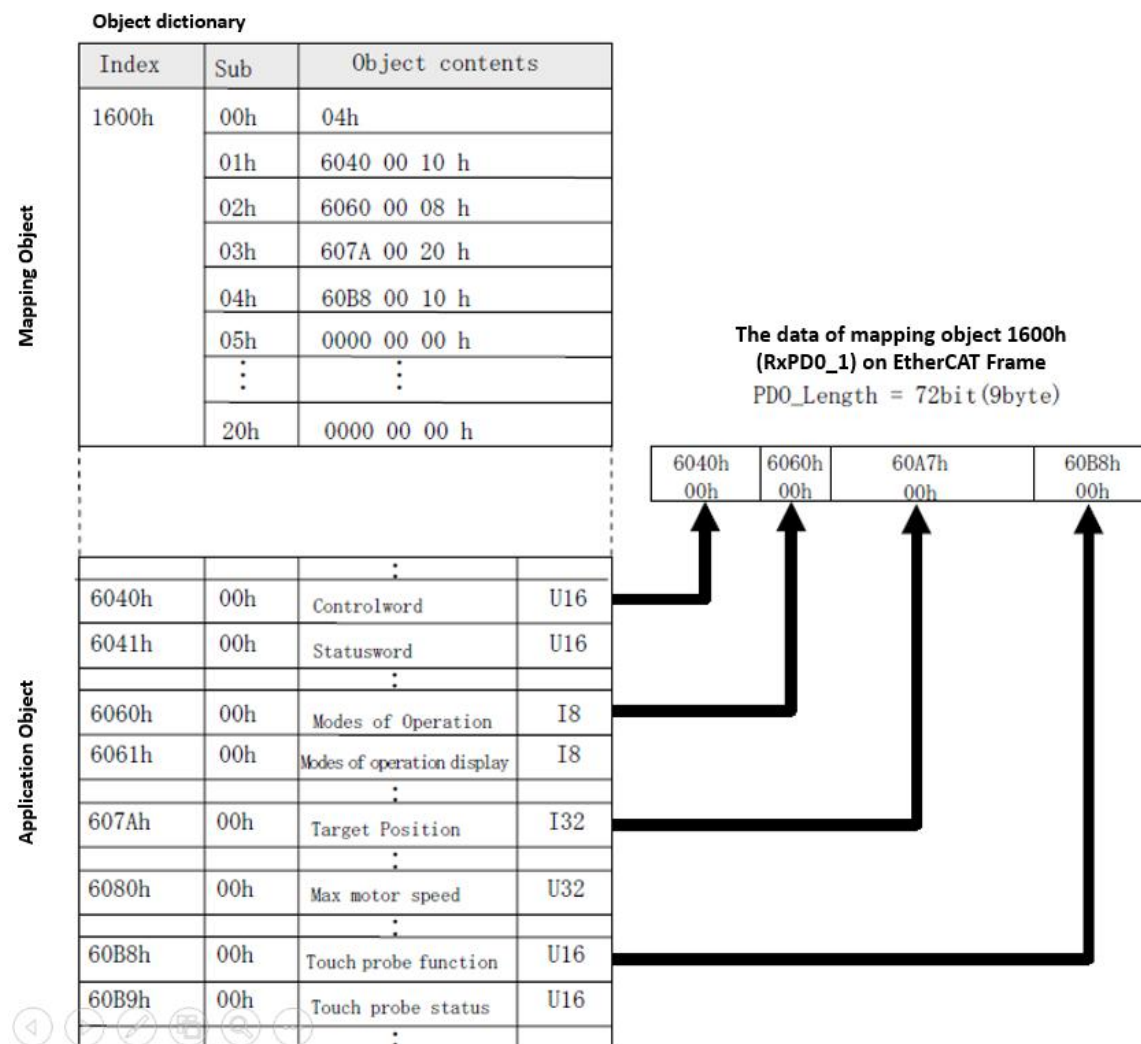 Object dictionary
Index Sub Object contents
1600h 00h 04h
01h 6040 00 10 h
02h 6060 00 08 h
03h 607A 00 20 h
04h 60B8 00 10 h
05h 0000 00 00 h
⋮ ⋮
20h 0000 00 00 h
Mapping Object
The data of mapping object 1600h
(RxPD0_1) on EtherCAT Frame
PDO_Length = 72bit(9byte)
6040h 6060h 60A7h 60B8h
00h 00h 00h 00h
Application Object
:
6040h 00h Controlword U16
6041h 00h Statusword U16
:
6060h 00h Modes of Operation I8
6061h 00h Modes of operation display I8
:
607Ah 00h Target Position I32
:
6080h 00h Max motor speed U32
:
60B8h 00h Touch probe function U16
60B9h 00h Touch probe status U16
: